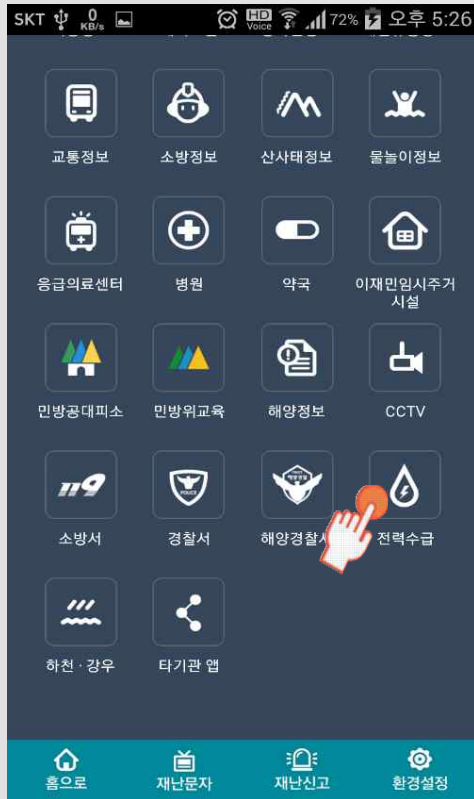 SKT 0 KB/s HD Voice 72% 오후 5:26
교통정보 소방정보 산사태정보 물놀이정보
응급의료센터 병원 약국 이재민임시주거
시설
민방공대피소 민방위교육 해양정보 CCTV
119 POLICE 해양경찰
소방서 경찰서 해양경찰 전력수급
하천·강우 타기관 앱
홈으로 재난문자 재난신고 환경설정